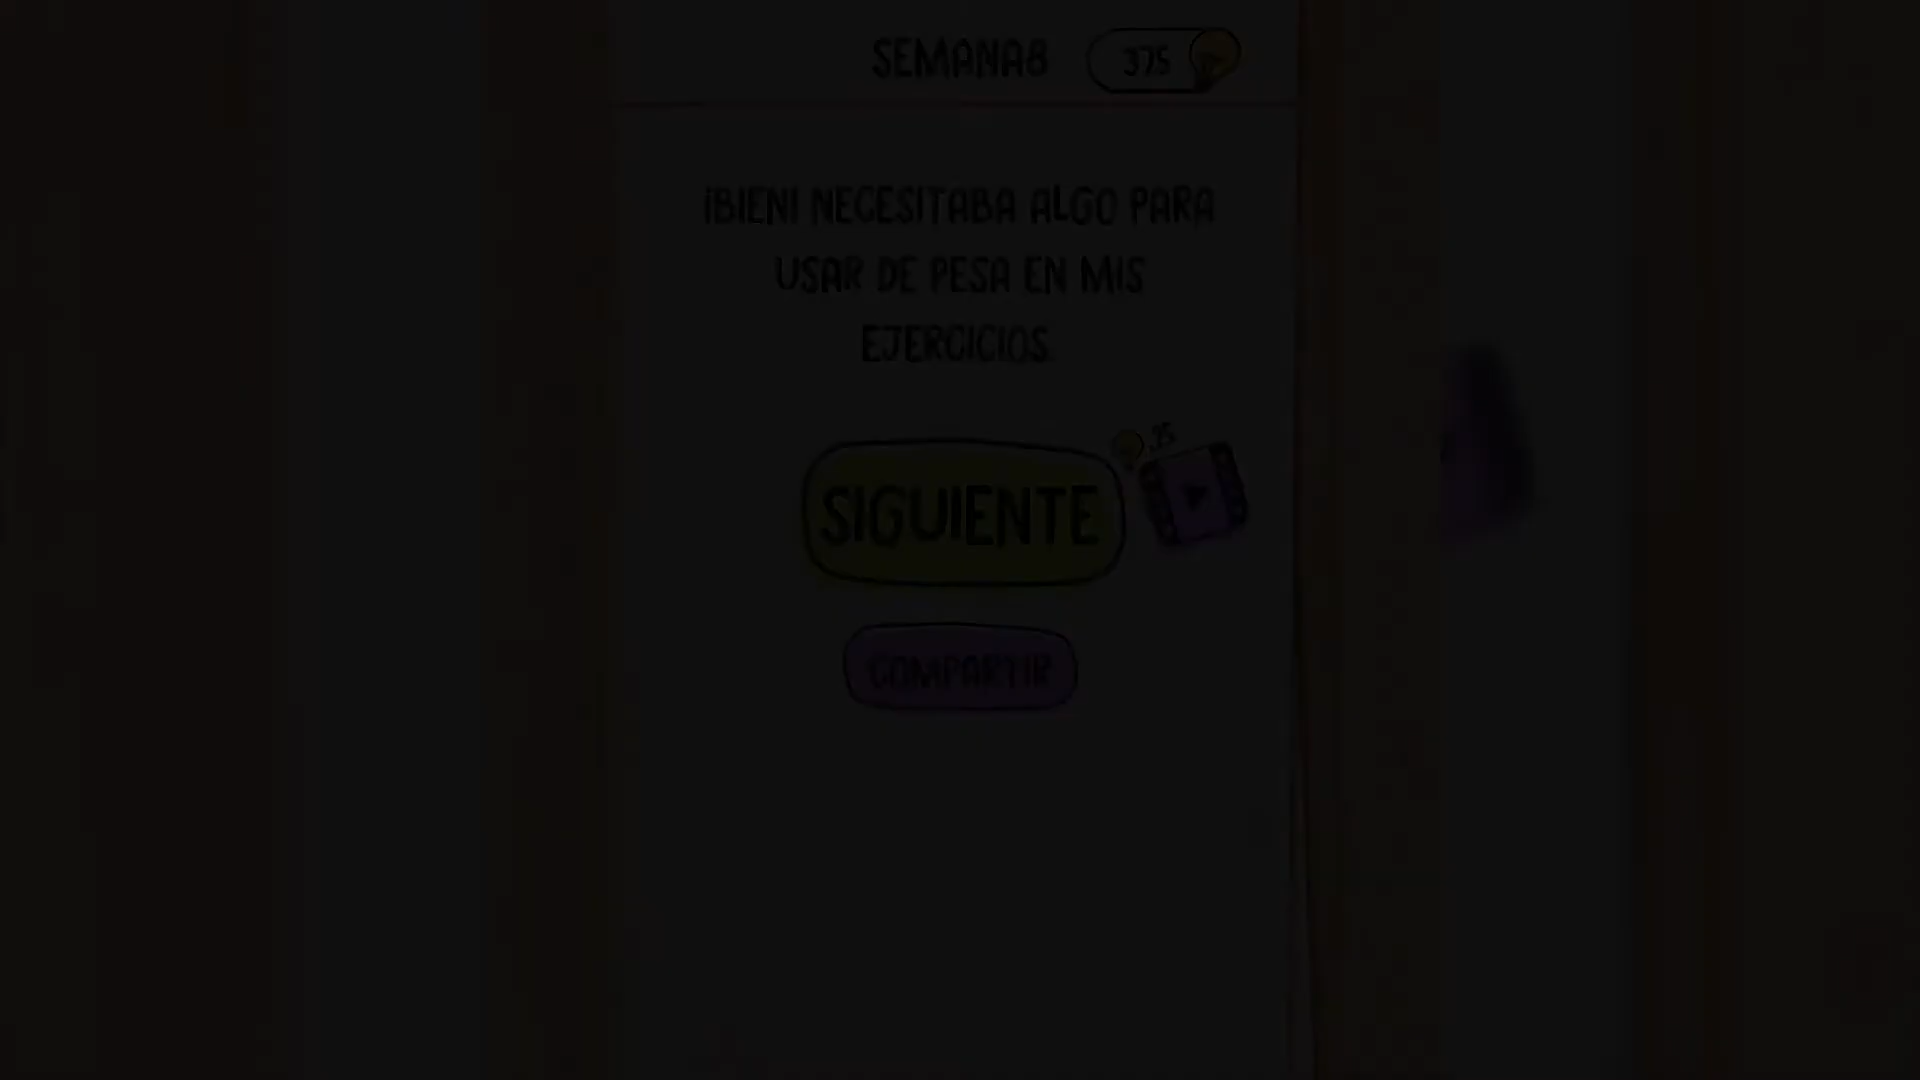 SEMANA8 375
¡BIEN! NECESITABA ALGO PARA
USAR DE PESA EN MIS
EJERCICIOS.
25
SIGUIENTE
COMPARTIR